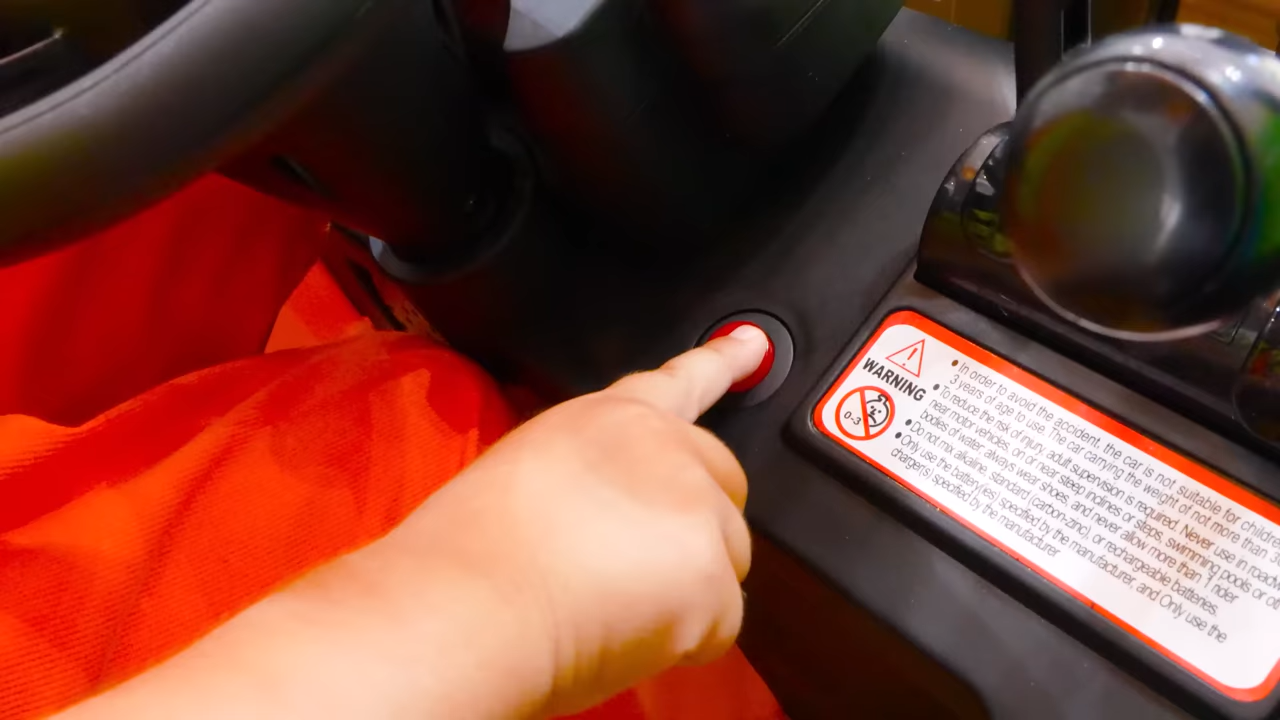 WARNING
0-3
• In order to avoid the accident, the car is not suitable for childre
3 years of age to use. The car carrying the weight of not more than
• To reduce the risk of injury, adult supervision is required. Never use in roadw
near motor vehicles, on or near steep inclines or steps, swimming pools or ot
bodies of water, always wear shoes, and never allow more than 1 rider.
• Do not mix alkaline, standard (carbon-zinc), or rechargeable batteries.
• Only use the battery(ies) specified by the manufacturer, and Only use the
charger(s) specified by the manufacturer